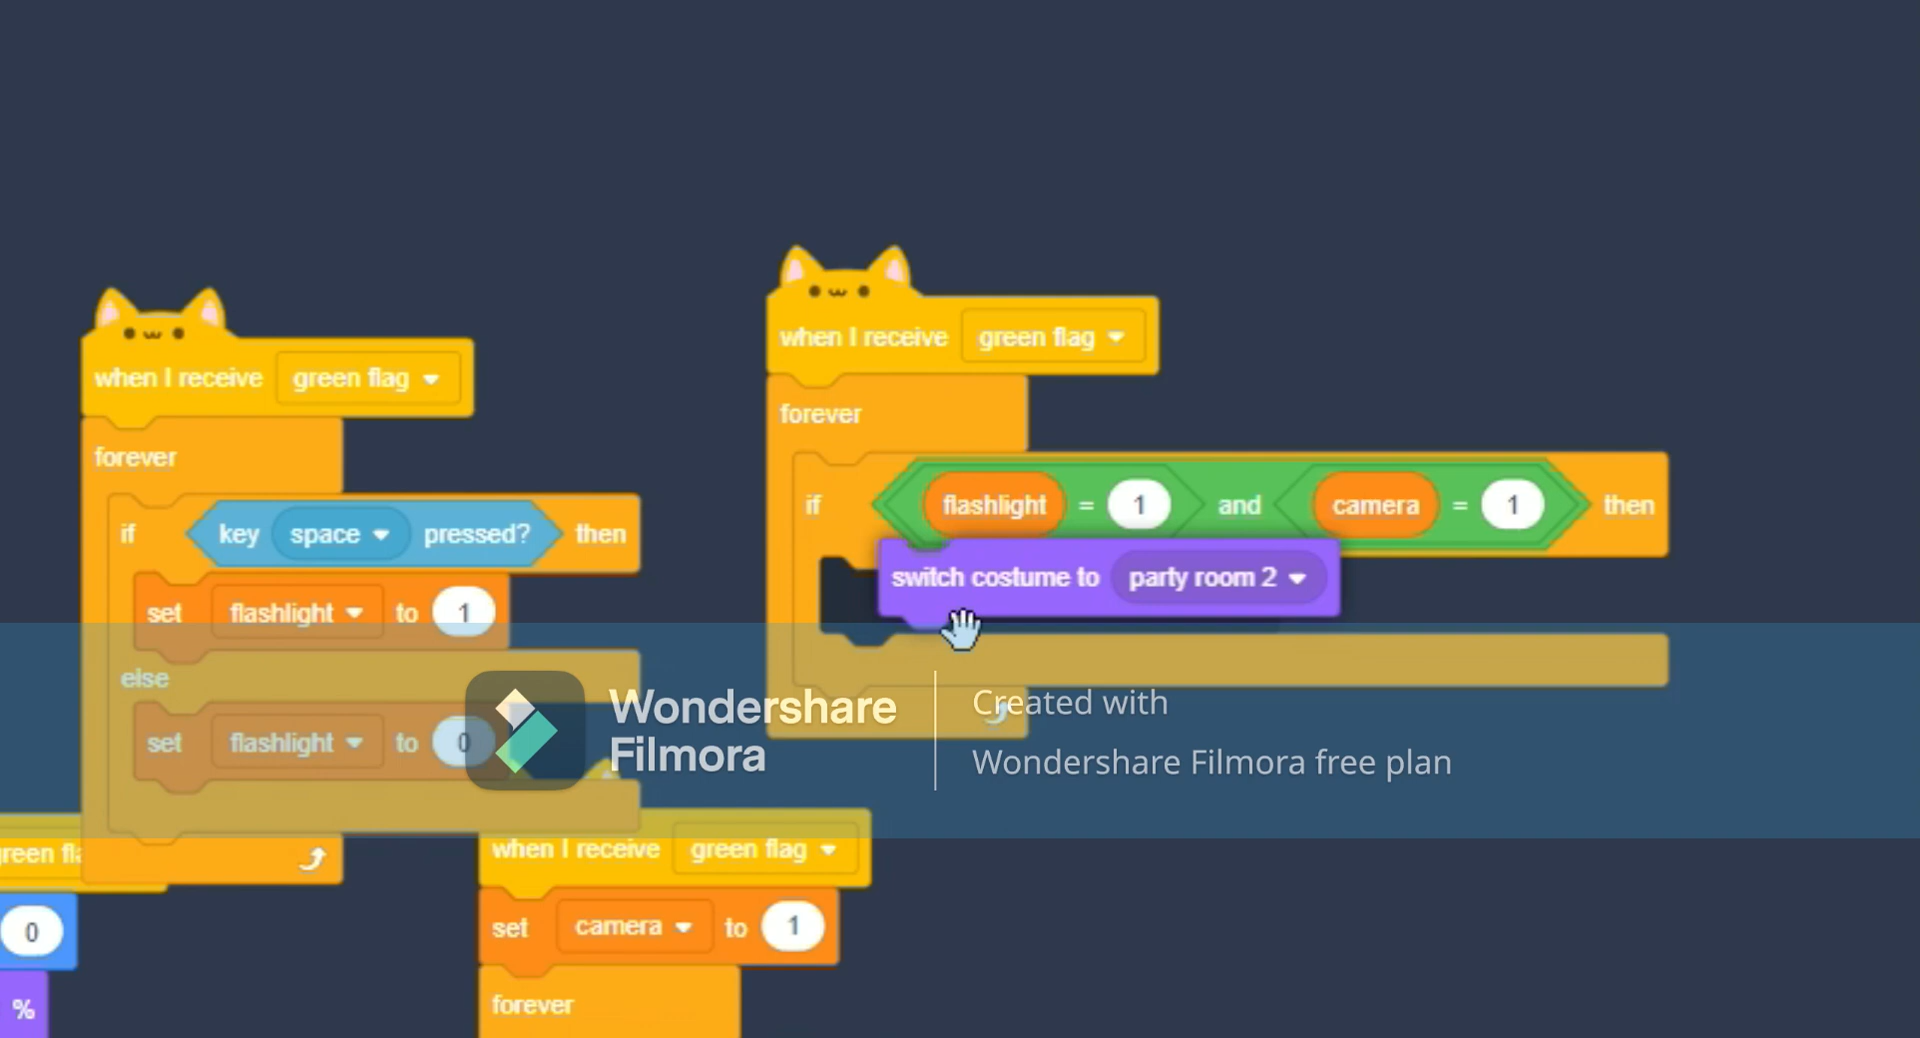 when I receive green flag
forever
if key space pressed? then
set flashlight to 1
else
set flashlight to 0
when I receive green flag
forever
if flashlight = 1 and camera = 1 then
switch costume to party room 2
Wondershare
Filmora
Created with
Wondershare Filmora free plan
green
0
%
when I receive green flag
set camera to 1
forever